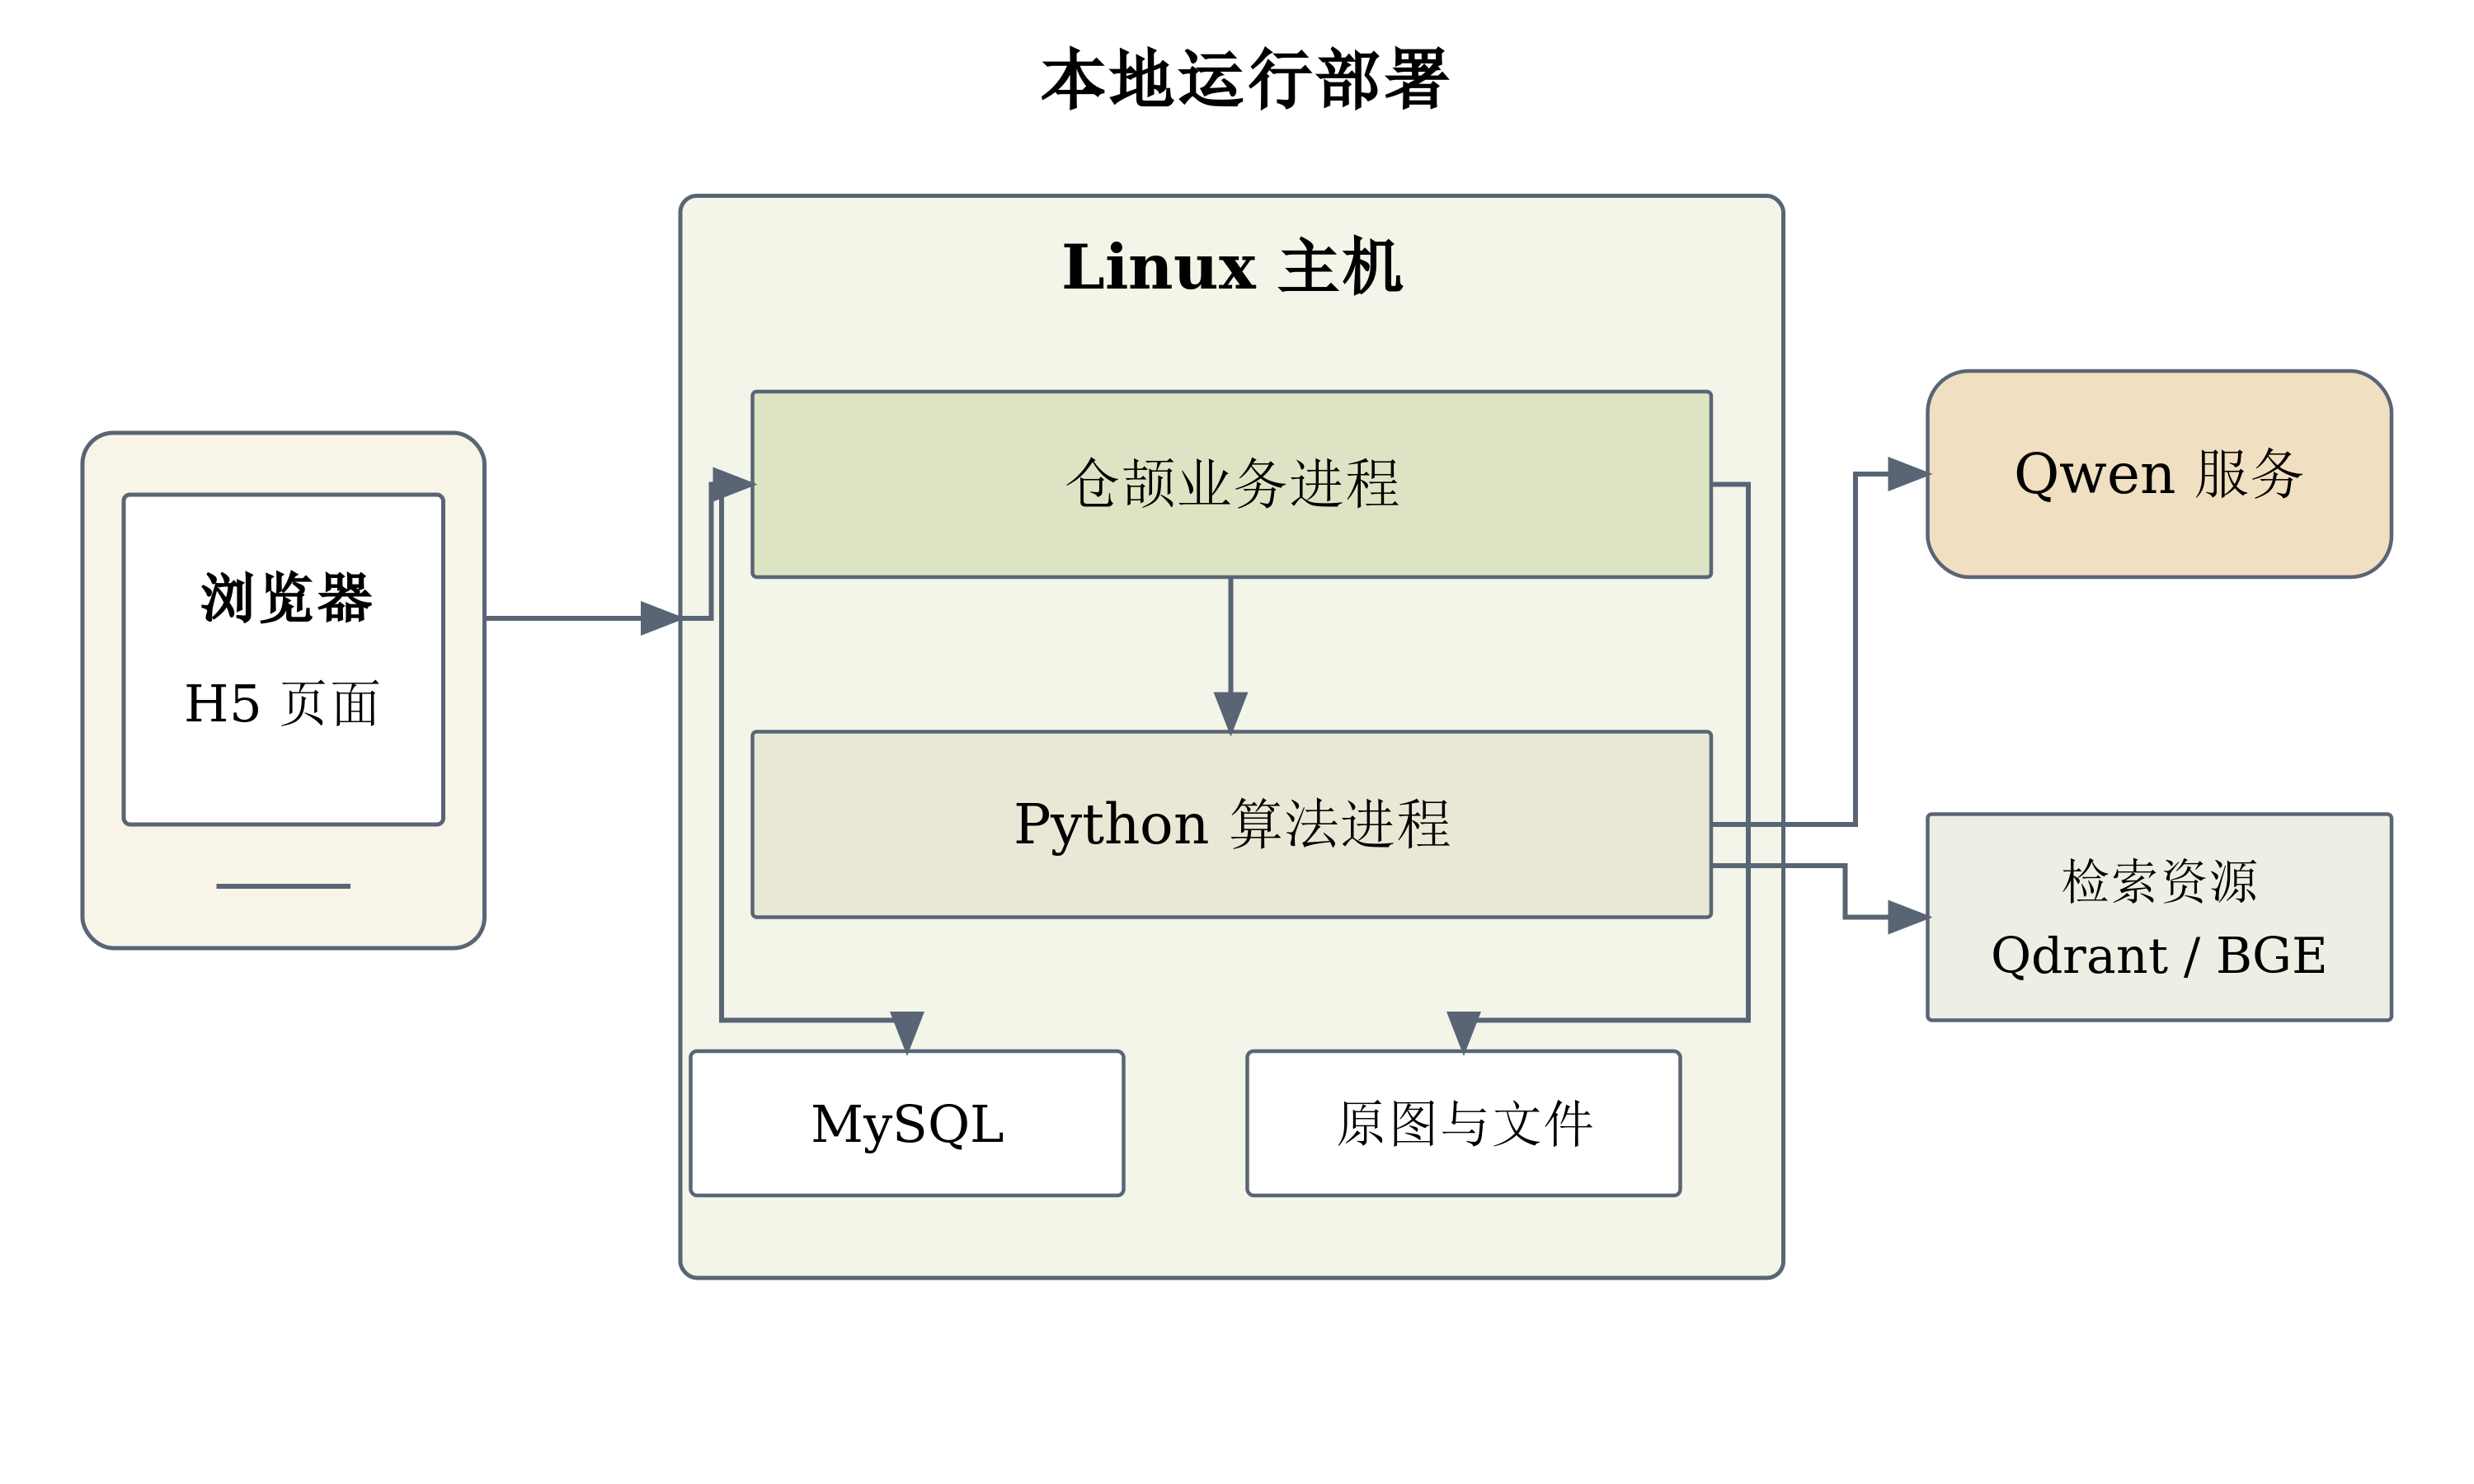 本地运行部署
Linux 主机
仓颉业务进程
浏览器
H5 页面
Qwen 服务
Python 算法进程
检索资源
Qdrant / BGE
MySQL
原图与文件